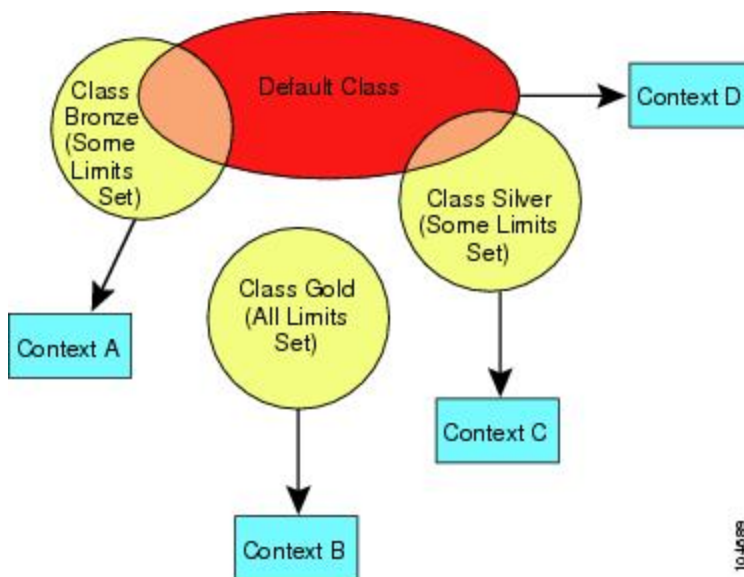 Default Class
Class
Bronze
(Some
Limits
Set)
Context D
Class Silver
(Some Limits
Set)
Class Gold
(All Limits
Set)
Context A
Context C
Context B